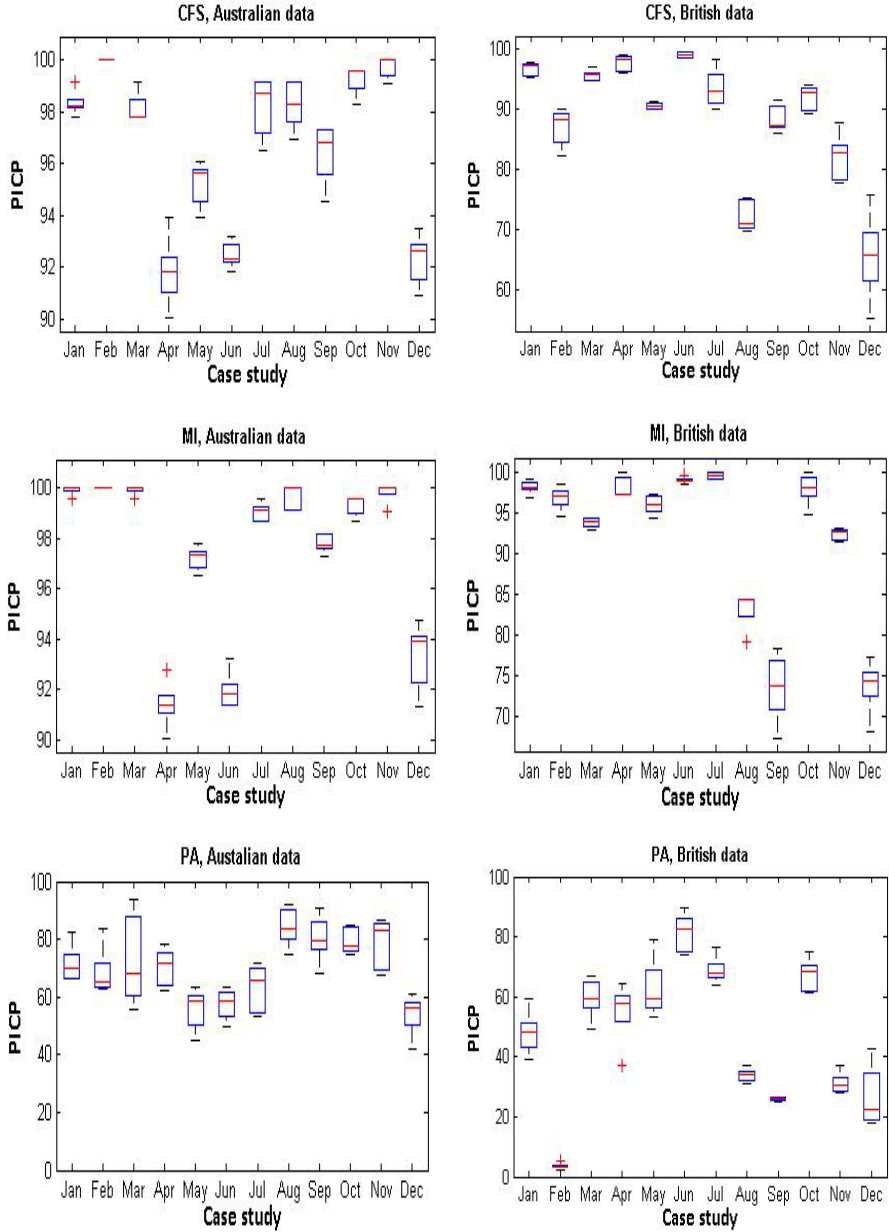 CFS, Australian data
PICP
100
98
96
94
92
90
Jan Feb Mar Apr May Jun Jul Aug Sep Oct Nov Dec
Case study
CFS, British data
PICP
100
90
80
70
60
Jan Feb Mar Apr May Jun Jul Aug Sep Oct Nov Dec
Case study
MI, Australian data
PICP
100
98
96
94
92
90
Jan Feb Mar Apr May Jun Jul Aug Sep Oct Nov Dec
Case study
MI, British data
PICP
100
95
90
85
80
75
70
Jan Feb Mar Apr May Jun Jul Aug Sep Oct Nov Dec
Case study
PA, Austalian data
PICP
100
80
60
40
20
0
Jan Feb Mar Apr May Jun Jul Aug Sep Oct Nov Dec
Case study
PA, British data
PICP
100
80
60
40
20
0
Jan Feb Mar Apr May Jun Jul Aug Sep Oct Nov Dec
Case study